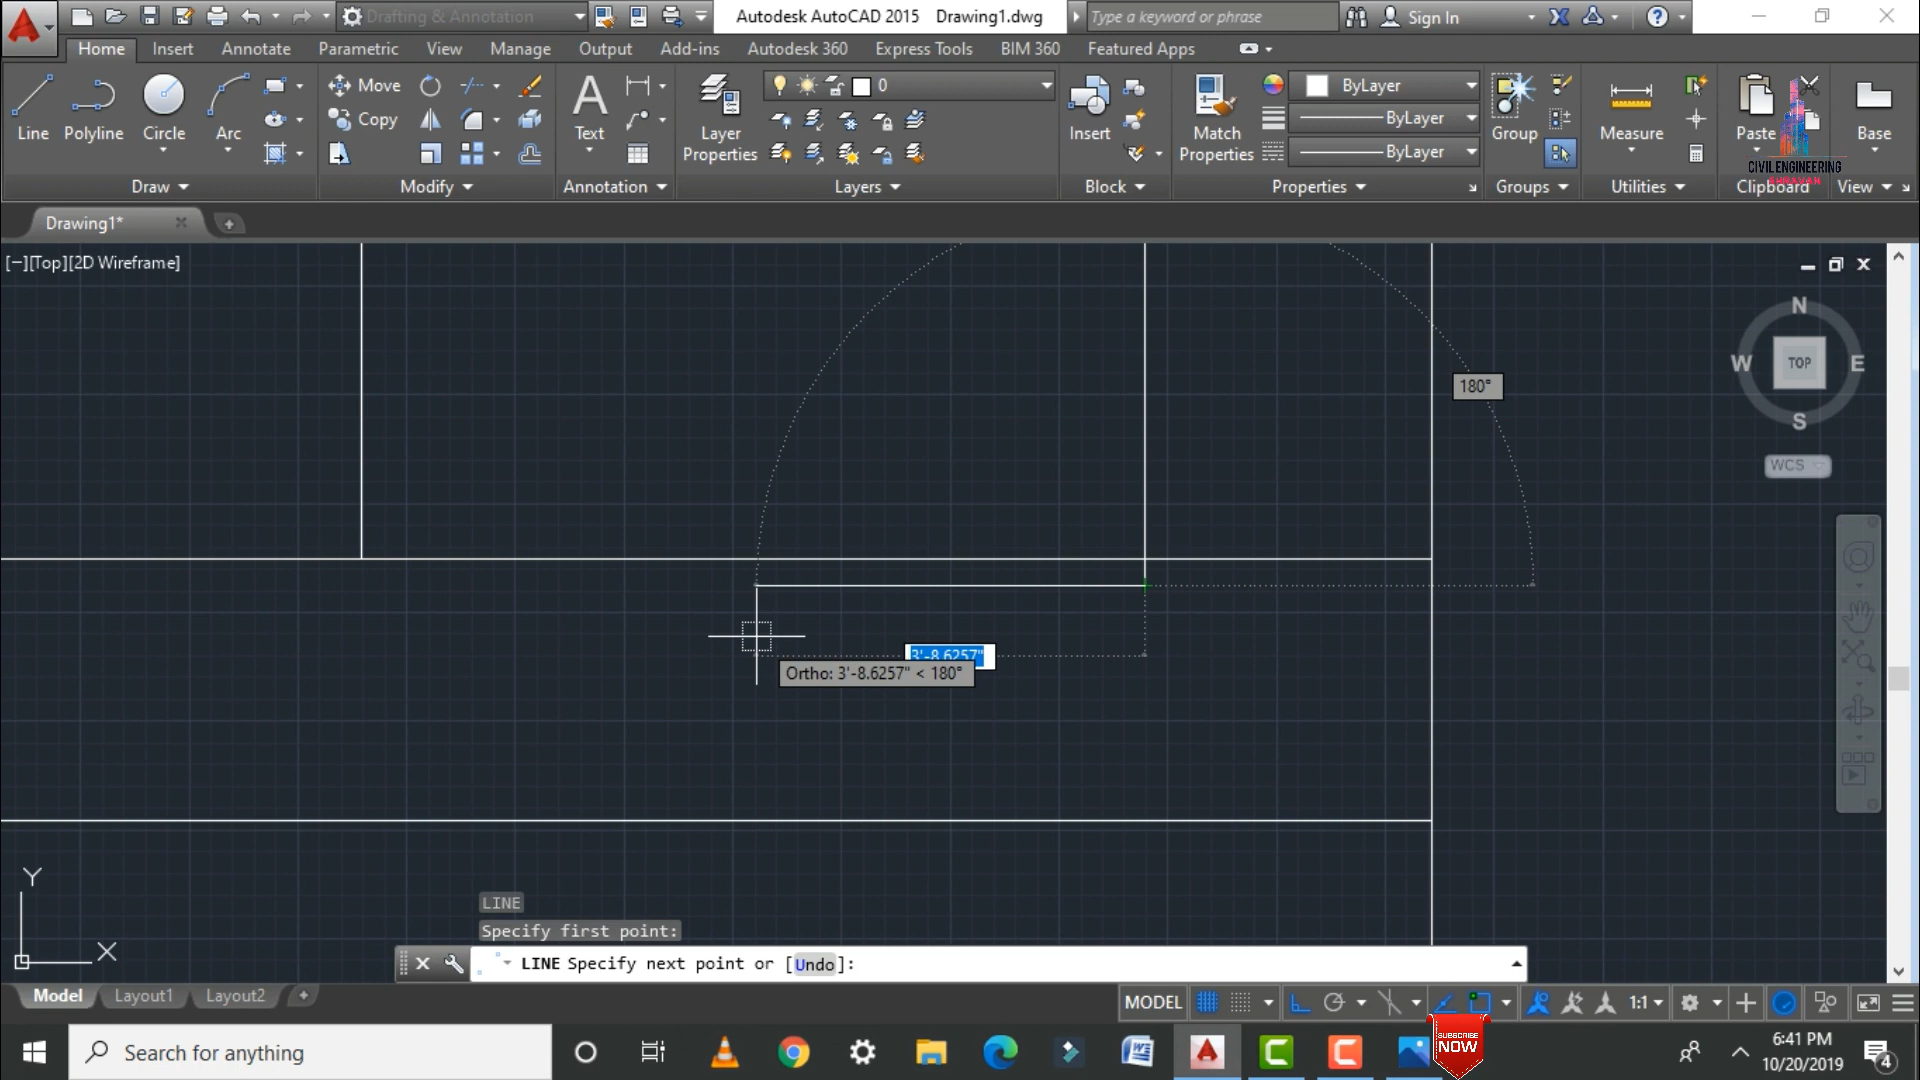 Drafting & Annotation
Autodesk AutoCAD 2015 Drawing1.dwg
Type a keyword or phrase
Sign In
Home Insert Annotate Parametric View Manage Output Add-ins Autodesk 360 Express Tools BIM 360 Featured Apps
Line Polyline Circle Arc
Move
Copy
Text
Layer Properties
0
Insert
Match Properties
ByLayer
ByLayer
ByLayer
Group
Measure
Paste
Base
CIVIL ENGINEERING
SHRAVAN
Draw Modify Annotation Layers Block Properties Groups Utilities Clipboard View
Drawing1*
[−][Top][2D Wireframe]
N
W TOP E
S
WCS
180°
3'-8.6257"
Ortho: 3'-8.6257" < 180°
Y
X
LINE
Specify first point:
LINE Specify next point or [Undo]:
Model Layout1 Layout2
MODEL
1:1
SUBSCRIBE
NOW
Search for anything
6:41 PM
10/20/2019
4